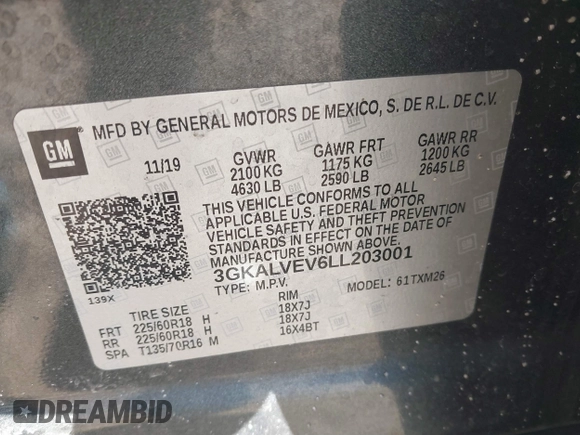 GM
MFD BY GENERAL MOTORS DE MEXICO, S. DE R.L. DE C.V.
11/19 GVWR GAWR FRT GAWR RR
2100 KG 1175 KG 1200 KG
4630 LB 2590 LB 2645 LB
THIS VEHICLE CONFORMS TO ALL
APPLICABLE U.S. FEDERAL MOTOR
VEHICLE SAFETY AND THEFT PREVENTION
STANDARDS IN EFFECT ON THE DATE OF
MANUFACTURE SHOWN ABOVE.
3GKALVEV6LL203001
TYPE: M.P.V. MODEL: 61TXM26
139X
TIRE SIZE RIM
FRT 225/60R18 H 18X7J
RR 225/60R18 H 18X7J
SPA T135/70R16 M 16X4BT
DREAMBID